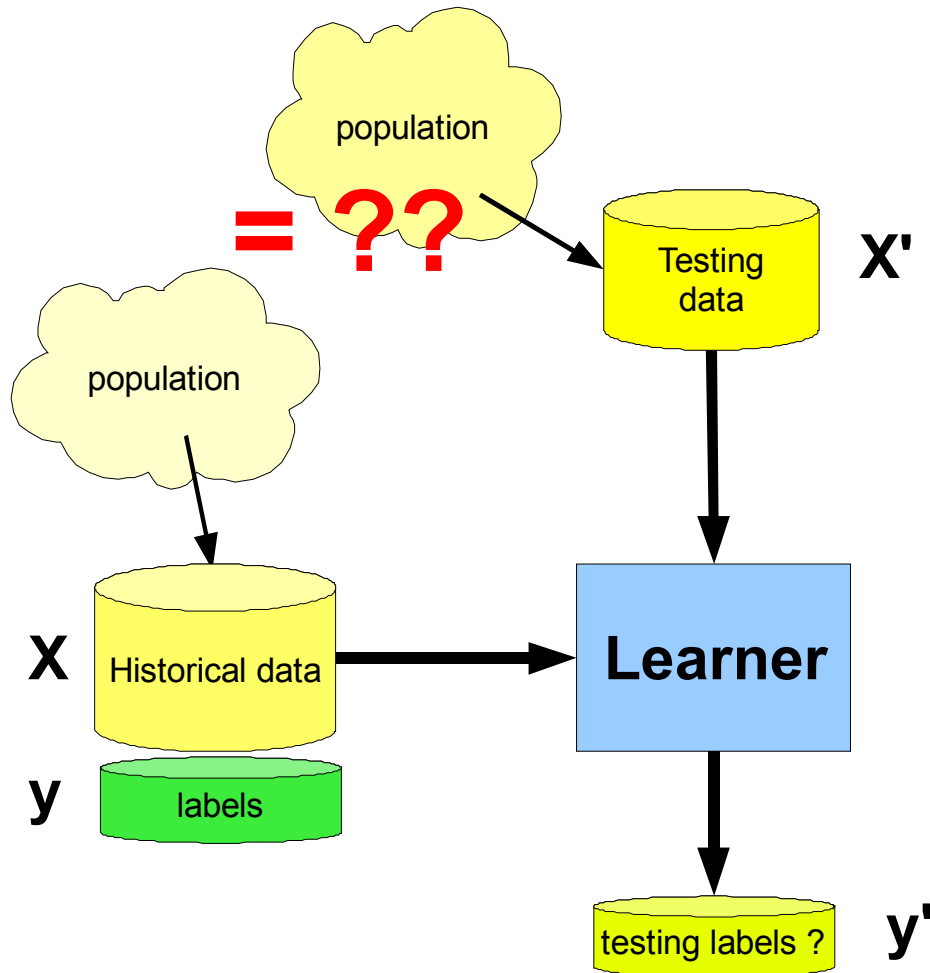 population
= ??
Testing
data
X'
population
X
Historical data
Learner
y
labels
testing labels ?
y'